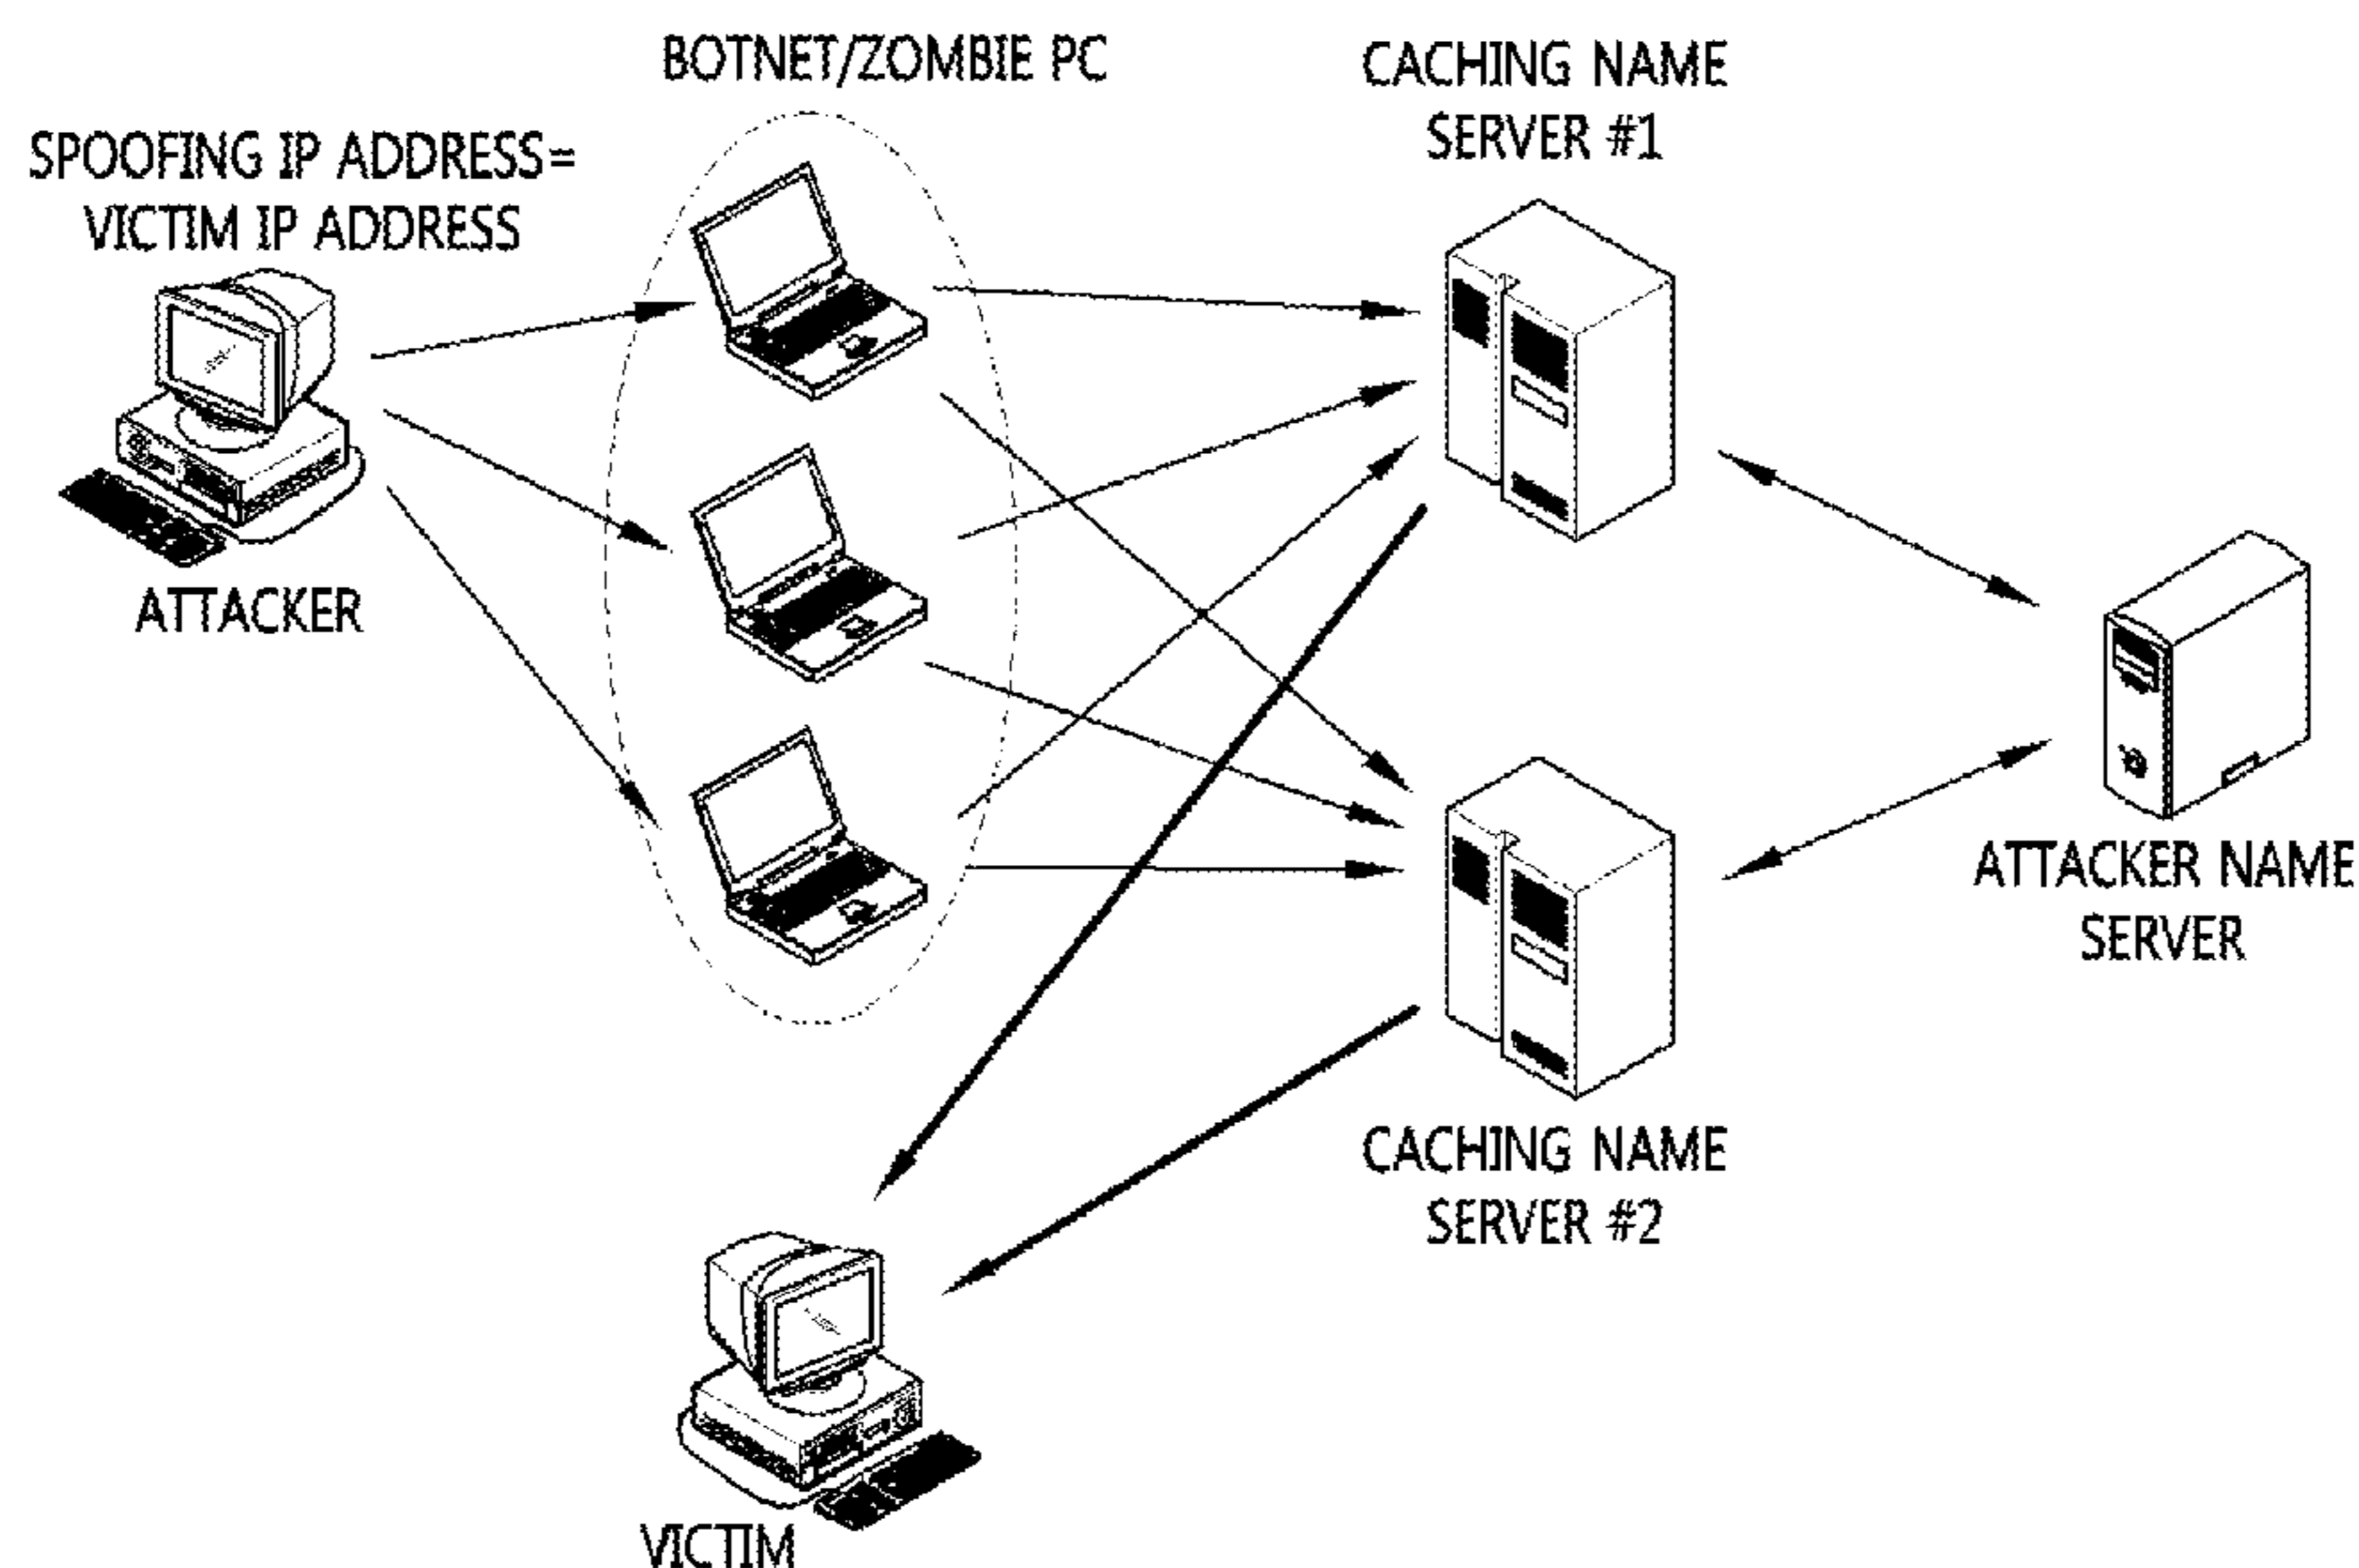 BOTNET/ZOMBIE PC
CACHING NAME
SERVER #1
SPOOFING IP ADDRESS=
VICTIM IP ADDRESS
ATTACKER
ATTACKER NAME
SERVER
CACHING NAME
SERVER #2
VICTIM